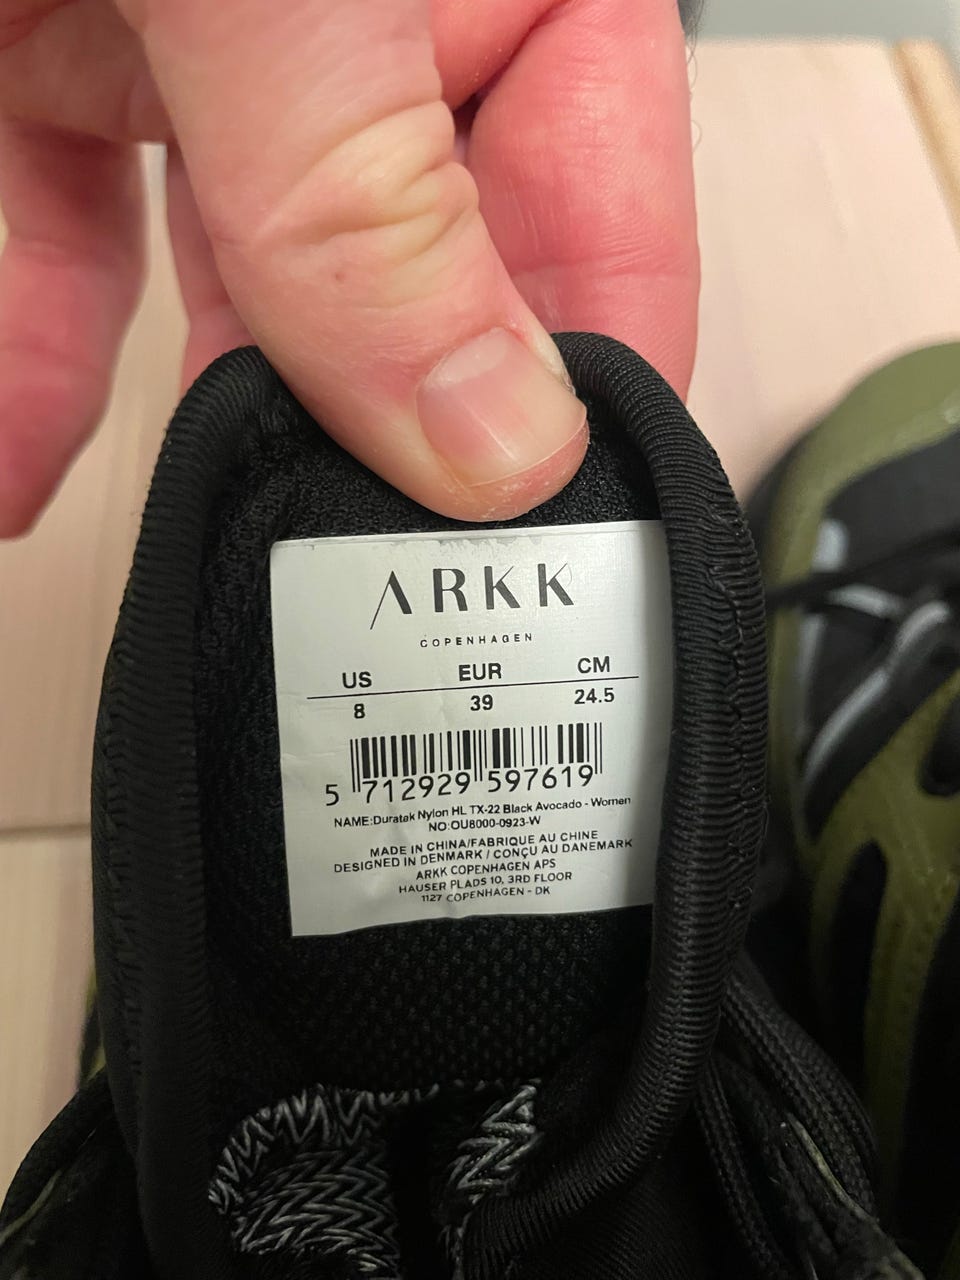 ARKK
COPENHAGEN
US EUR CM
8 39 24.5
5 712929 597619
NAME:Duratek Nylon HL TX-22 Black Avocado - Women
NO:OU8000-0923-W
MADE IN CHINA/FABRIQUE AU CHINE
DESIGNED IN DENMARK / CONÇU AU DANEMARK
ARKK COPENHAGEN APS
HAUSER PLADS 10, 3RD FLOOR
1127 COPENHAGEN - DK